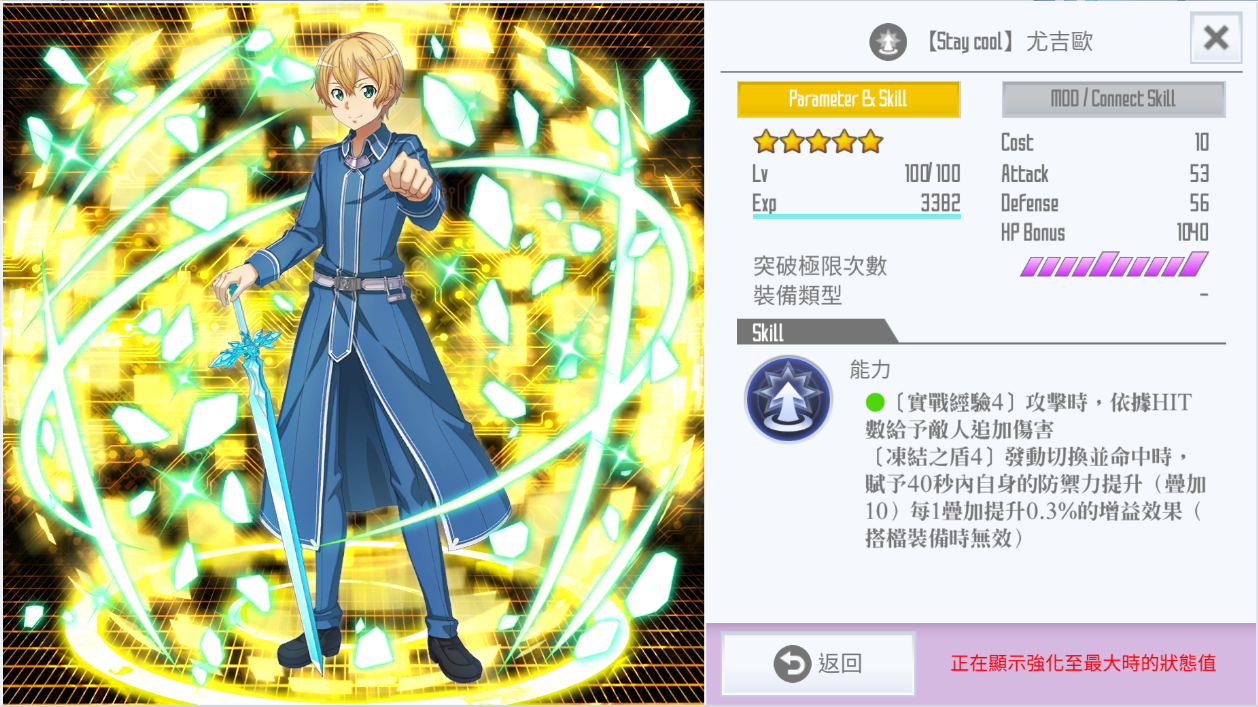 【Stay cool】 尤吉歐
Parameter & Skill
MOD / Connect Skill
Lv 100/100
Exp 3382
Cost 10
Attack 53
Defense 56
HP Bonus 1040
突破極限次數
裝備類型 -
Skill
能力
〔實戰經驗4〕攻擊時，依據HIT
數給予敵人追加傷害
〔凍結之盾4〕發動切換並命中時，
賦予40秒內自身的防禦力提升（疊加
10）每1疊加提升0.3%的增益效果（
搭檔裝備時無效）
返回
正在顯示強化至最大時的狀態值